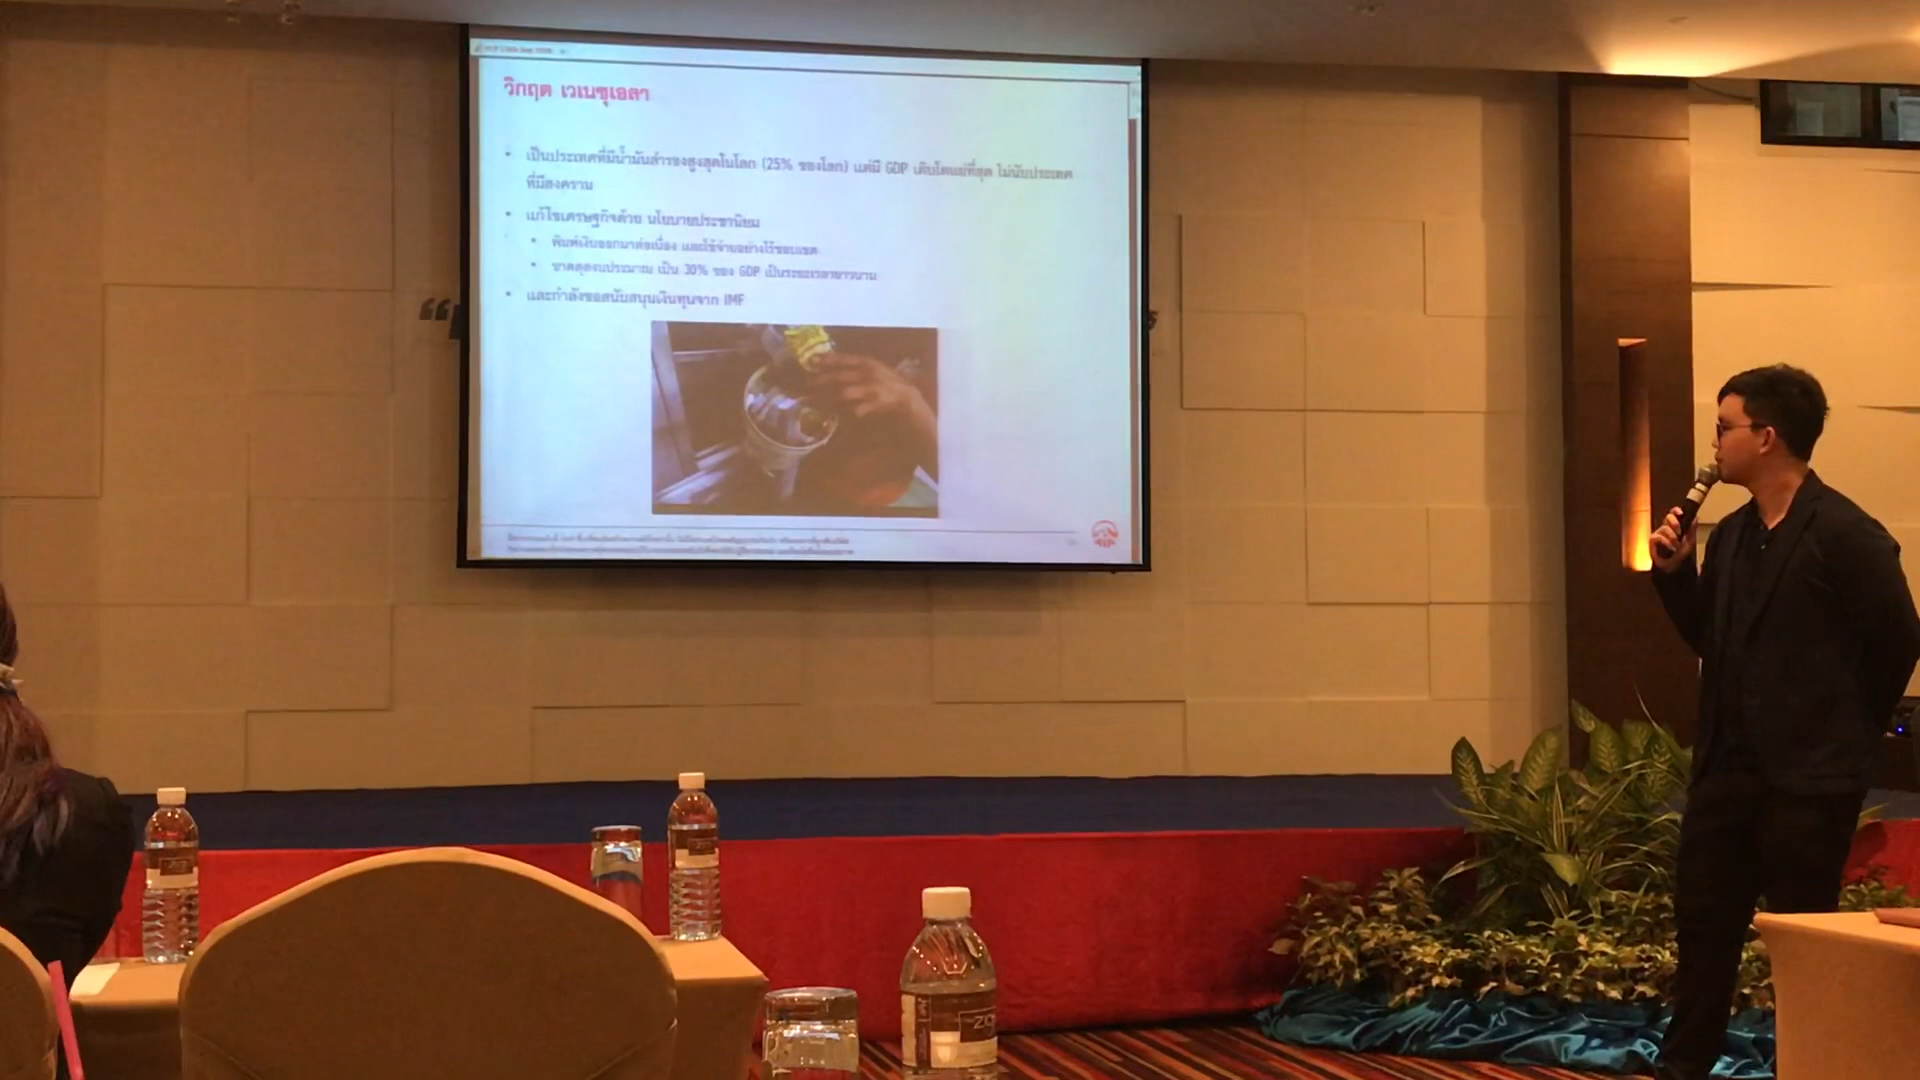 วิกฤต เวเนซุเอลา
• เป็นประเทศที่มีน้ำมันสำรองสูงสุดในโลก (25% ของโลก) แต่มี GDP เติบโตแย่ที่สุด ไม่นับประเทศ
ที่มีสงคราม
• แก้ไขเศรษฐกิจด้วย นโยบายประชานิยม
• พิมพ์เงินออกมาต่อเนื่อง และใช้จ่ายอย่างไร้ขอบเขต
• ขาดดุลงบประมาณ เป็น 30% ของ GDP เป็นระยะเวลายาวนาน
• และกำลังขอสนับสนุนเงินทุนจาก IMF